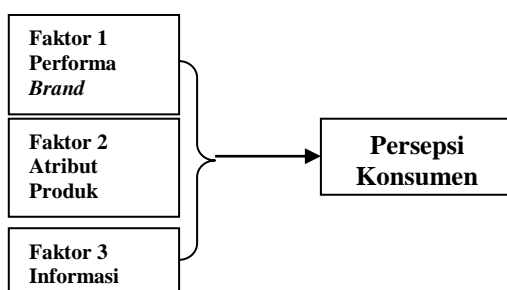 Faktor 1
Performa
Brand
Faktor 2
Atribut
Produk
Faktor 3
Informasi
Persepsi
Konsumen